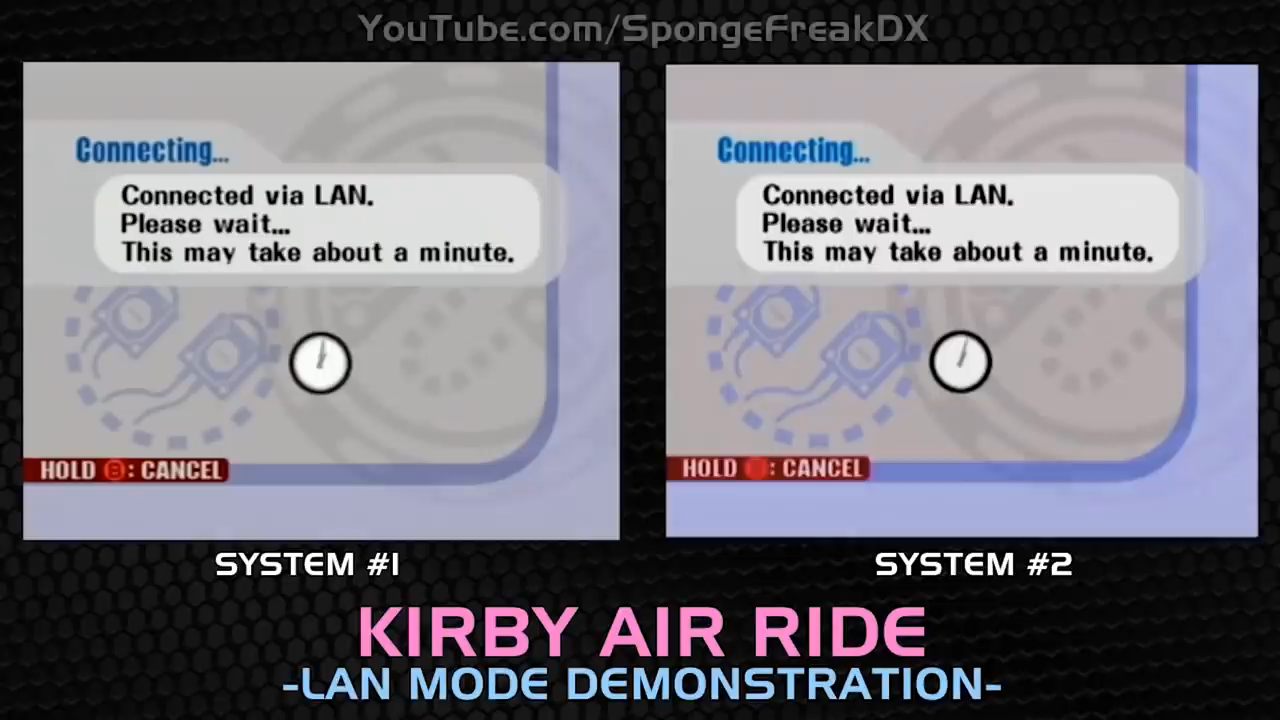 YouTube.com/SpongeFreakDX
Connecting...
Connected via LAN.
Please wait...
This may take about a minute.
HOLD B: CANCEL
SYSTEM #1
Connecting...
Connected via LAN.
Please wait...
This may take about a minute.
HOLD : CANCEL
SYSTEM #2
KIRBY AIR RIDE
-LAN MODE DEMONSTRATION-